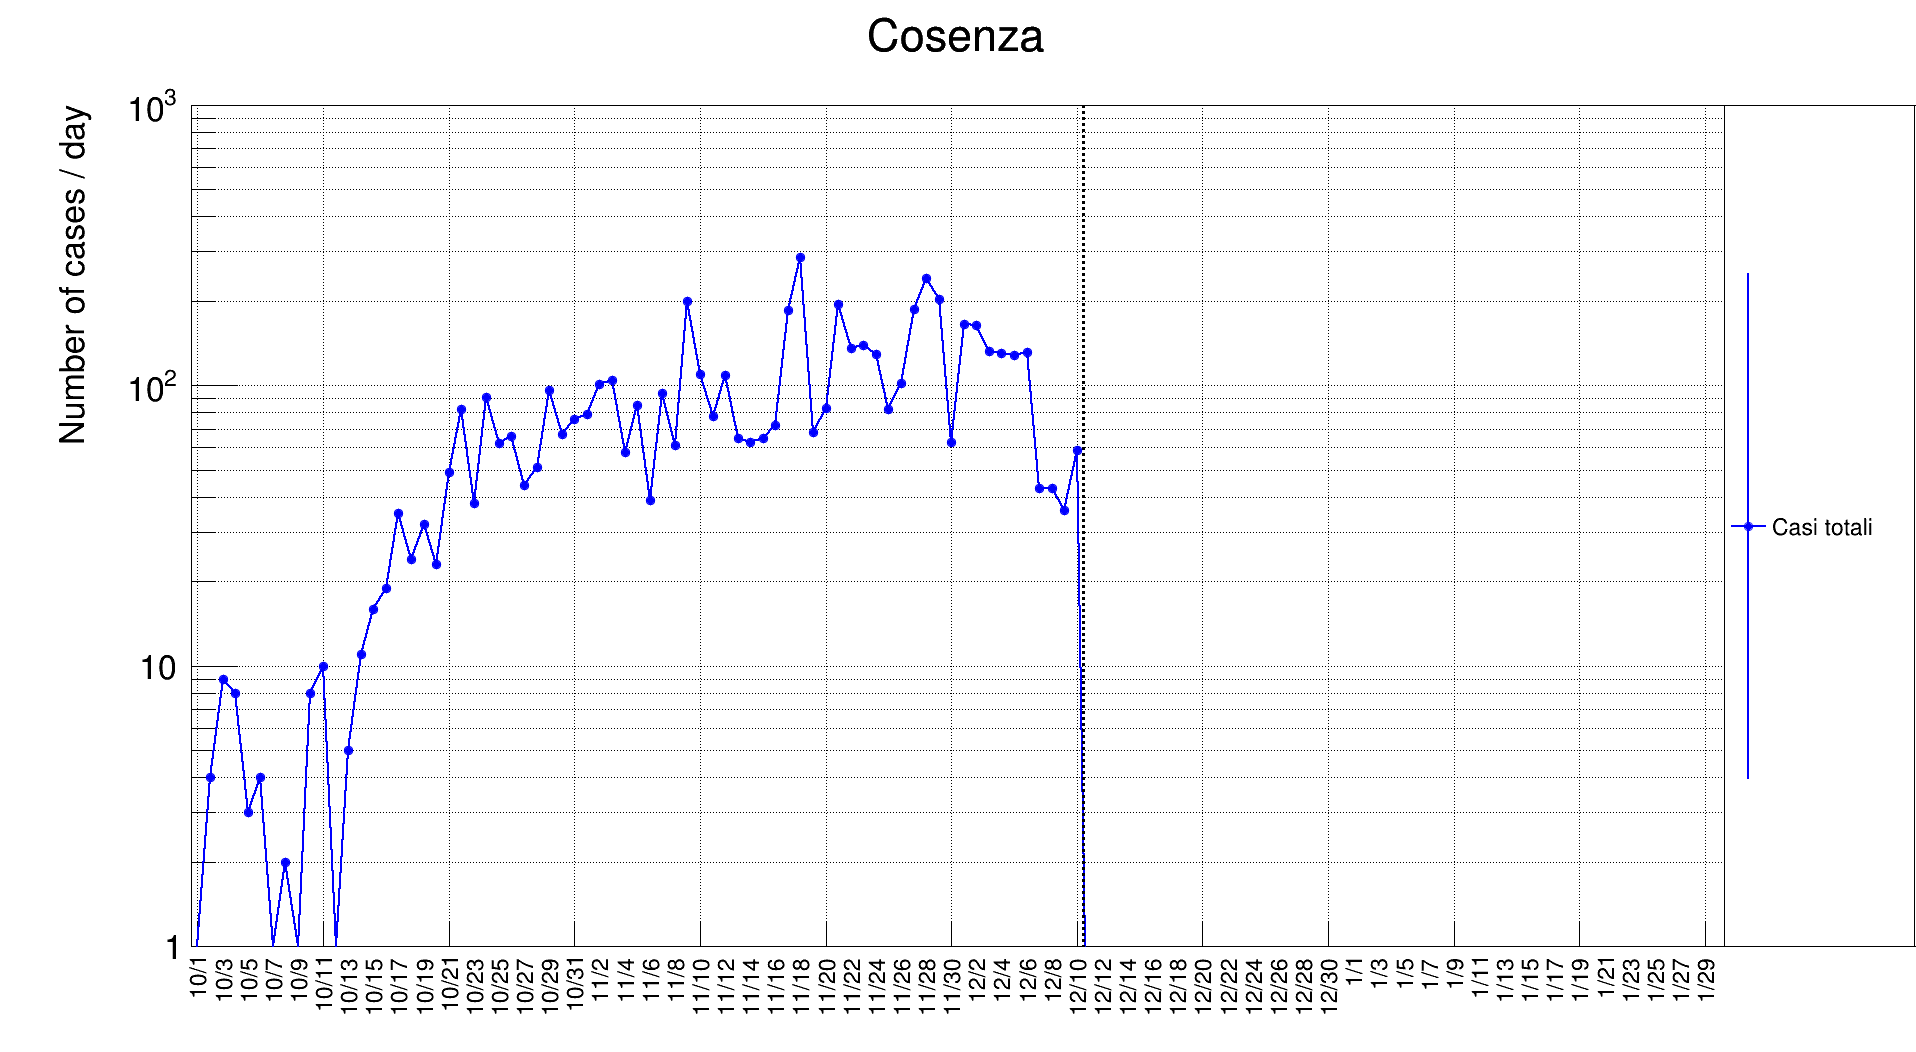 Cosenza
Number of cases / day
10³
10²
10
1
10/1 10/3 10/5 10/7 10/9 10/11 10/13 10/15 10/17 10/19 10/21 10/23 10/25 10/27 10/29 10/31 11/2 11/4 11/6 11/8 11/10 11/12 11/14 11/16 11/18 11/20 11/22 11/24 11/26 11/28 11/30 12/2 12/4 12/6 12/8 12/10 12/12 12/14 12/16 12/18 12/20 12/22 12/24 12/26 12/28 12/30 1/1 1/3 1/5 1/7 1/9 1/11 1/13 1/15 1/17 1/19 1/21 1/23 1/25 1/27 1/29
Casi totali